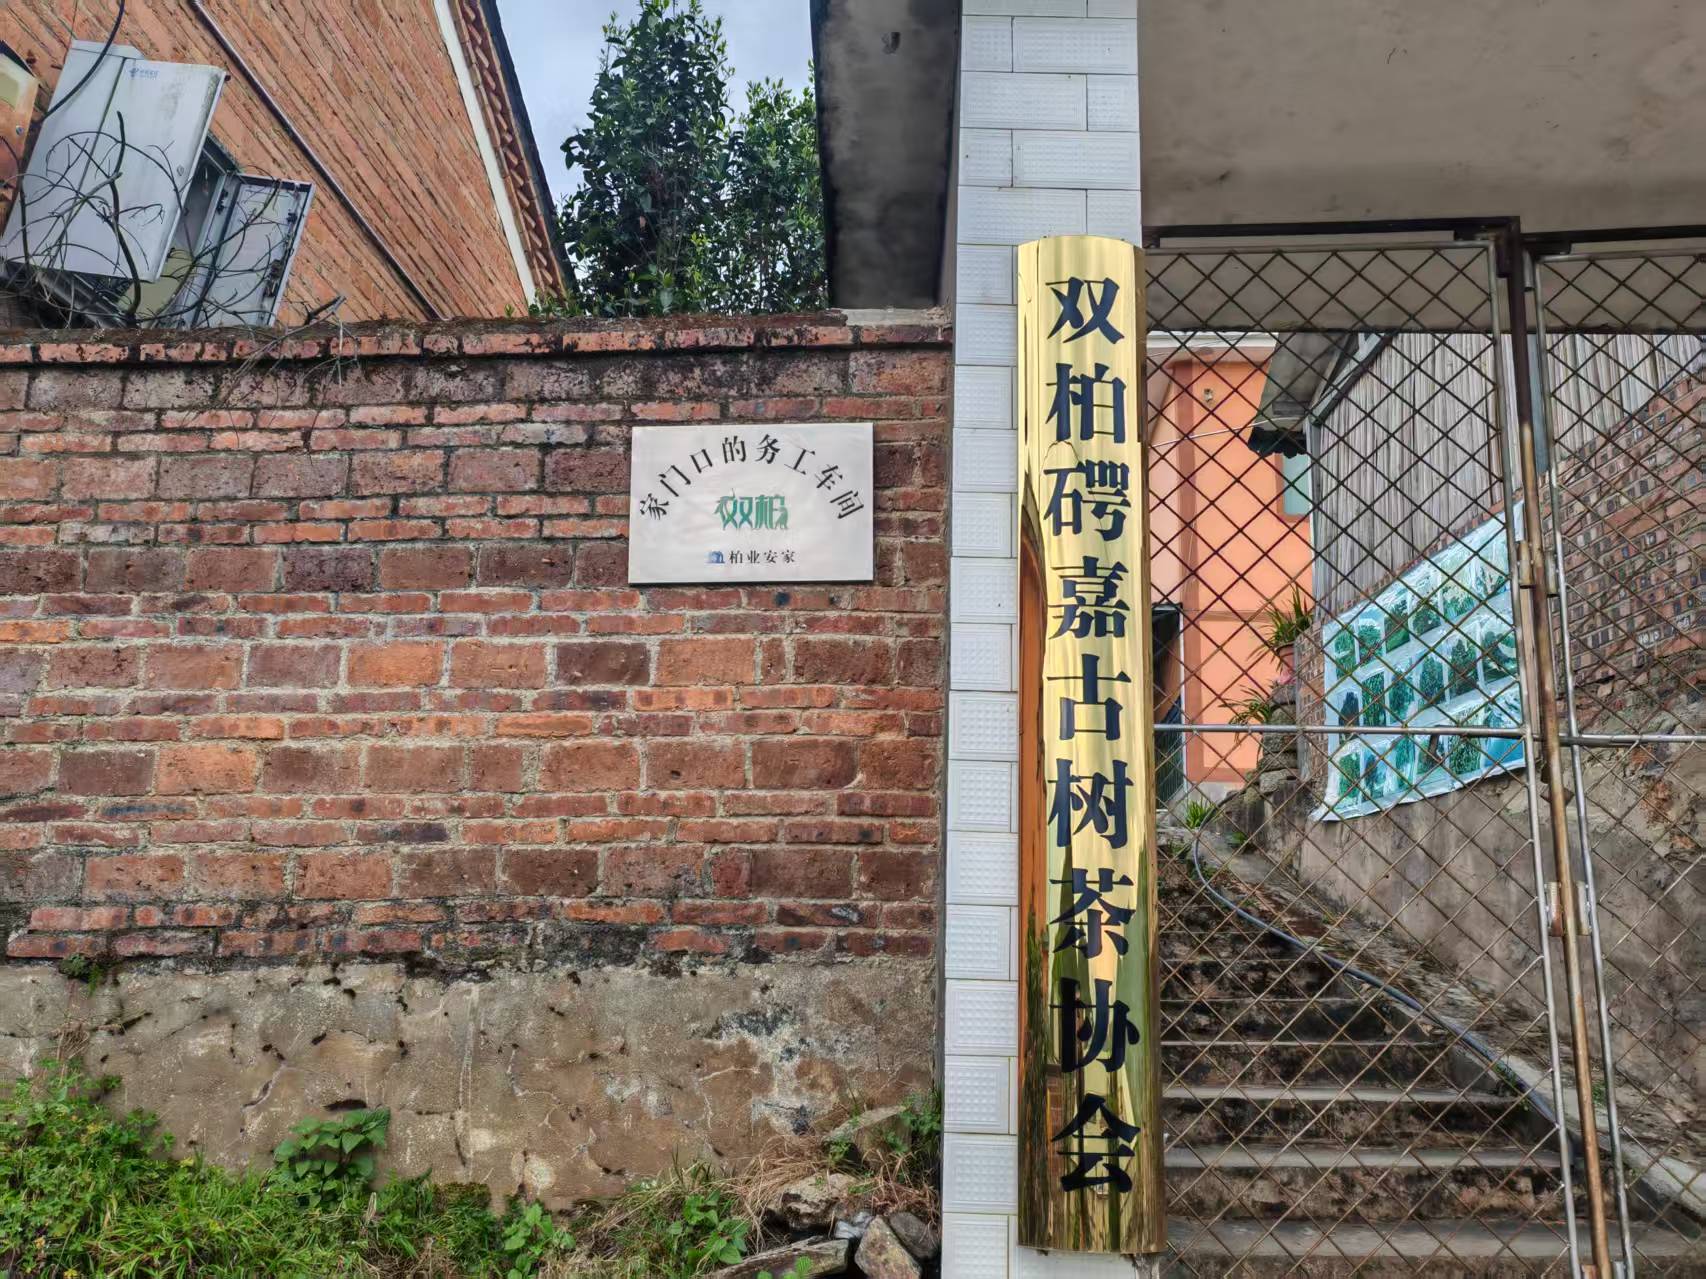 家门口的务工车间
双柏
柏业安家
双柏碍嘉古树茶协会